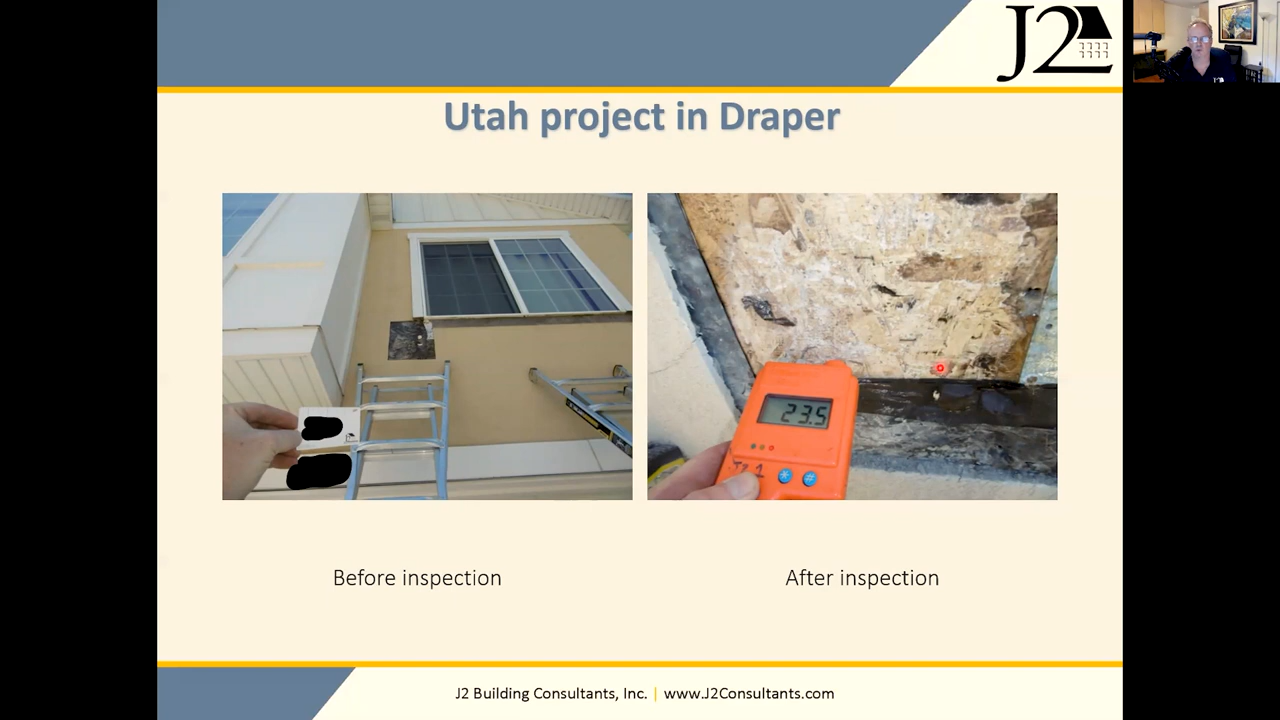 J2
Utah project in Draper
23.5
Before inspection
After inspection
J2 Building Consultants, Inc. | www.J2Consultants.com